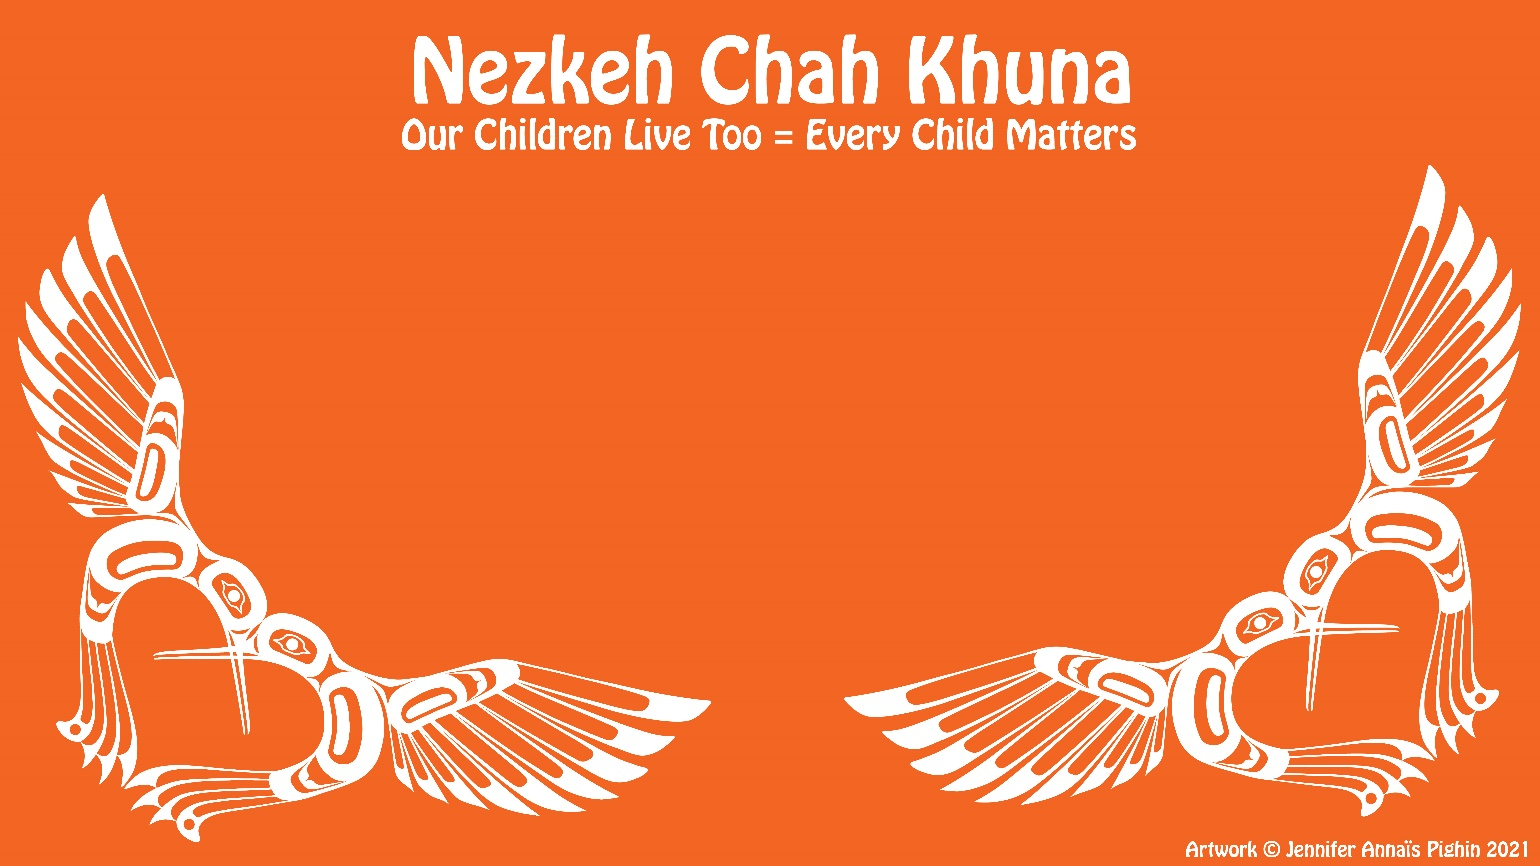 Nezkeh Chah Khuna
Our Children Live Too = Every Child Matters
Artwork © Jennifer Annaïs Pighin 2021